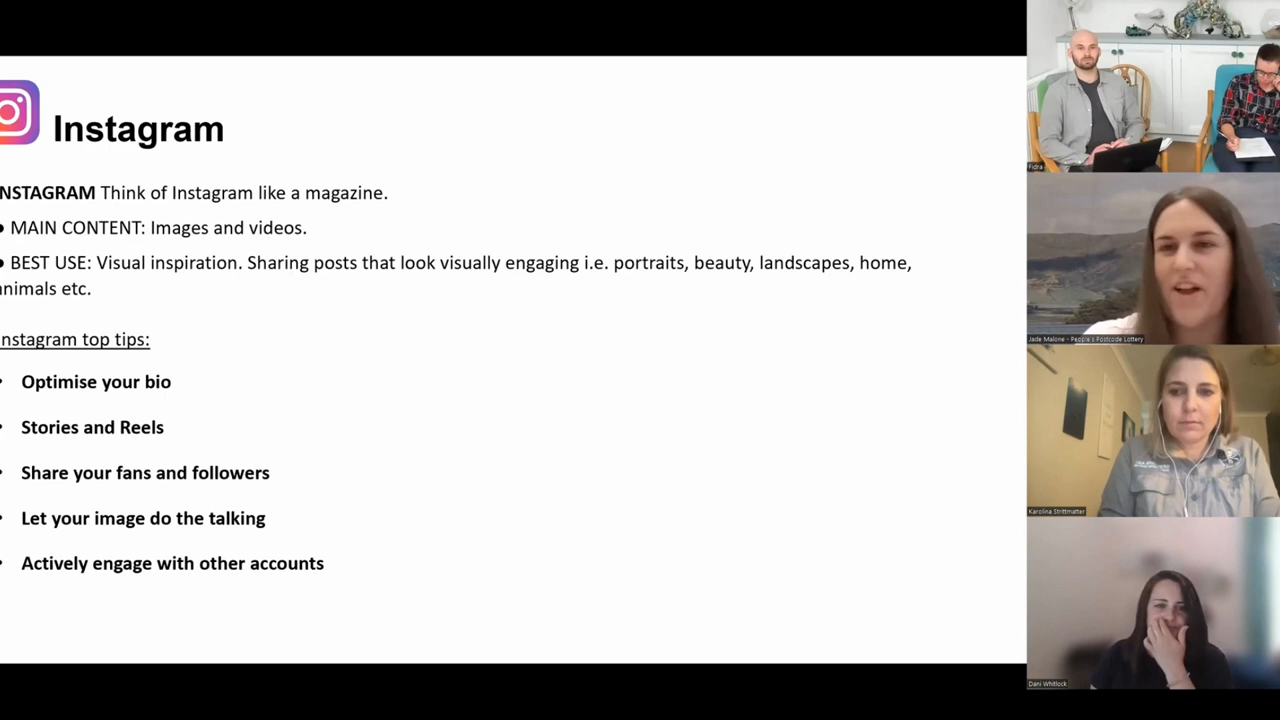 Instagram
NSTAGRAM Think of Instagram like a magazine.
• MAIN CONTENT: Images and videos.
• BEST USE: Visual inspiration. Sharing posts that look visually engaging i.e. portraits, beauty, landscapes, home,
animals etc.
nstagram top tips:
• Optimise your bio
• Stories and Reels
• Share your fans and followers
• Let your image do the talking
• Actively engage with other accounts
Fidra
Jade Malone - People's Postcode Lottery
Karolina Strittmatter
Dani Whitlock